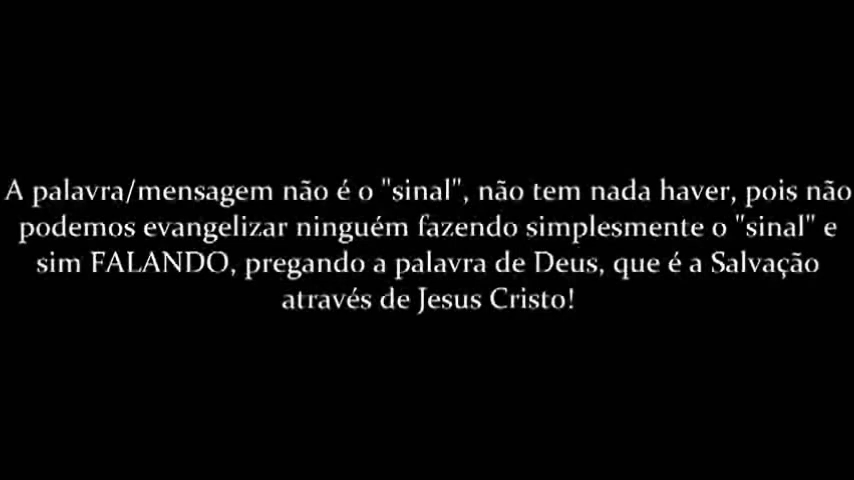 A palavra/mensagem não é o "sinal", não tem nada haver, pois não
podemos evangelizar ninguém fazendo simplesmente o "sinal" e
sim FALANDO, pregando a palavra de Deus, que é a Salvação
através de Jesus Cristo!